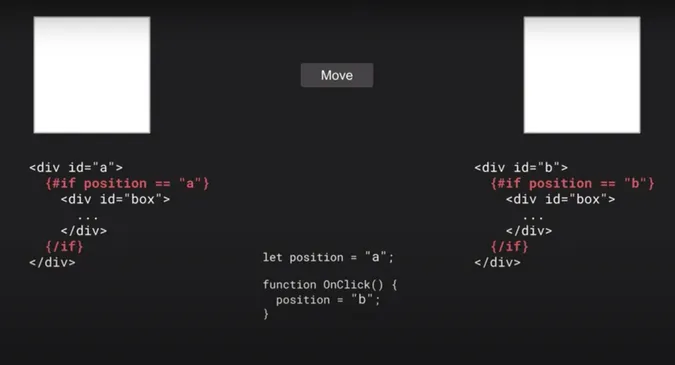 Move
<div id="a">
{#if position == "a"}
<div id="box">
...
</div>
{/if}
</div>
<div id="b">
{#if position == "b"}
<div id="box">
...
</div>
{/if}
</div>
let position = "a";
function OnClick() {
position = "b";
}